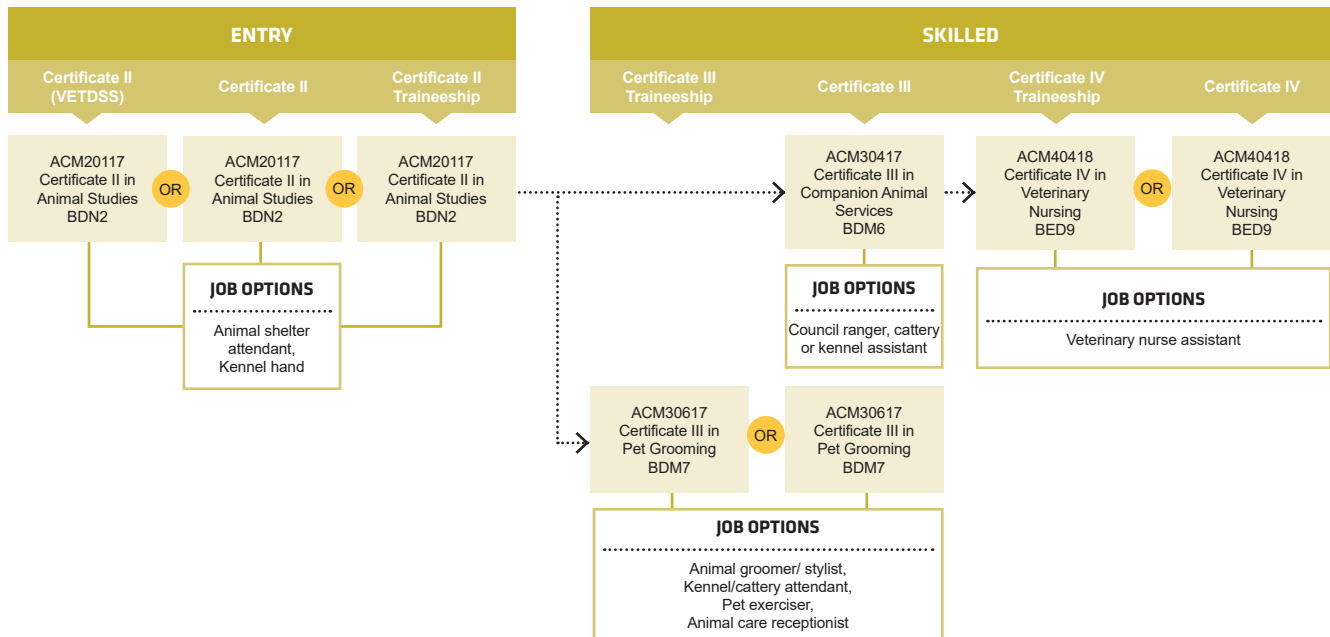 ENTRY
SKILLED
Certificate II
(VETDSS)
Certificate II
Certificate II
Traineeship
Certificate III
Traineeship
Certificate III
Certificate IV
Traineeship
Certificate IV
ACM20117
Certificate II in
Animal Studies
BDN2
OR
ACM20117
Certificate II in
Animal Studies
BDN2
OR
ACM20117
Certificate II in
Animal Studies
BDN2
ACM30417
Certificate III in
Companion Animal
Services
BDM6
ACM40418
Certificate IV in
Veterinary
Nursing
BED9
OR
ACM40418
Certificate IV in
Veterinary
Nursing
BED9
JOB OPTIONS
Animal shelter
attendant,
Kennel hand
JOB OPTIONS
Council ranger, cattery
or kennel assistant
JOB OPTIONS
Veterinary nurse assistant
ACM30617
Certificate III in
Pet Grooming
BDM7
OR
ACM30617
Certificate III in
Pet Grooming
BDM7
JOB OPTIONS
Animal groomer/ stylist,
Kennel/cattery attendant,
Pet exerciser,
Animal care receptionist